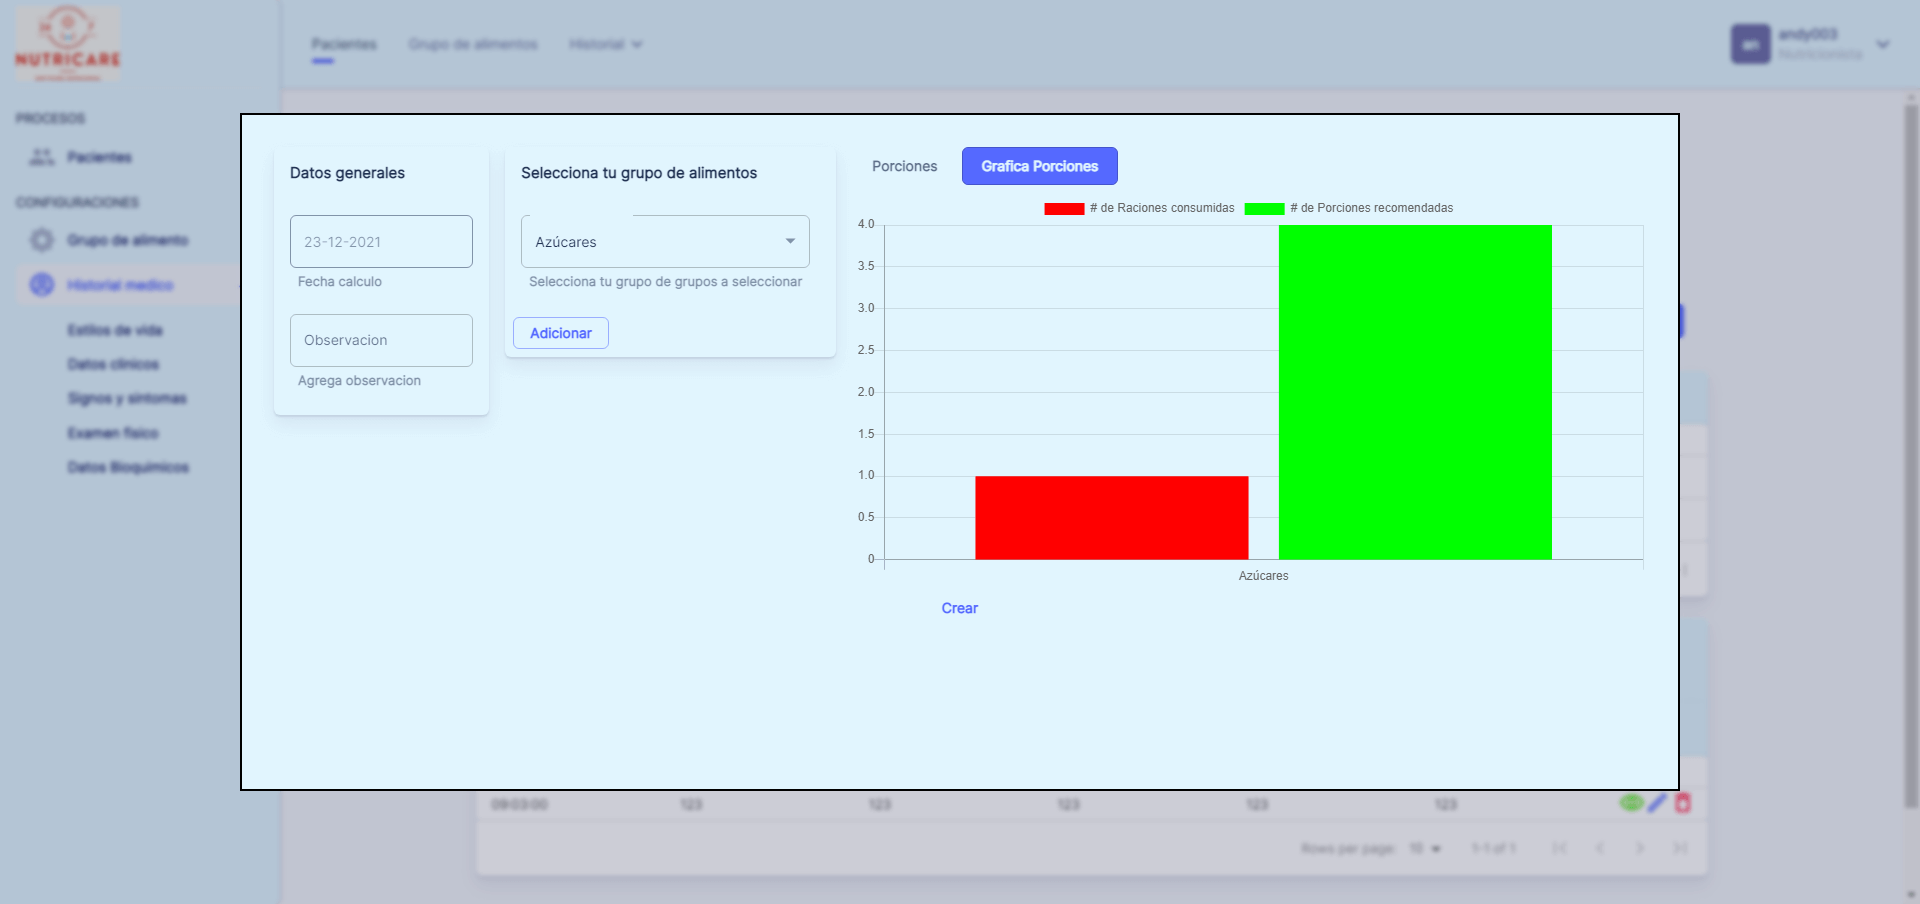 NUTRICARE
Pacientes
Grupo de alimentos
Historial
andy003
Nutricionista
PROCESOS
Pacientes
CONFIGURACIONES
Grupo de alimento
Historial medico
Estilos de vida
Datos clinicos
Signos y sintomas
Examen fisico
Datos Bioquimicos
Datos generales
23-12-2021
Fecha calculo
Observacion
Agrega observacion
Selecciona tu grupo de alimentos
Azúcares
Selecciona tu grupo de grupos a seleccionar
Adicionar
Porciones
Grafica Porciones
# de Raciones consumidas
# de Porciones recomendadas
4.0
3.5
3.0
2.5
2.0
1.5
1.0
0.5
0
Azúcares
Crear
09:03:00 123 123 123 123 123
Rows per page: 10 1-1 of 1